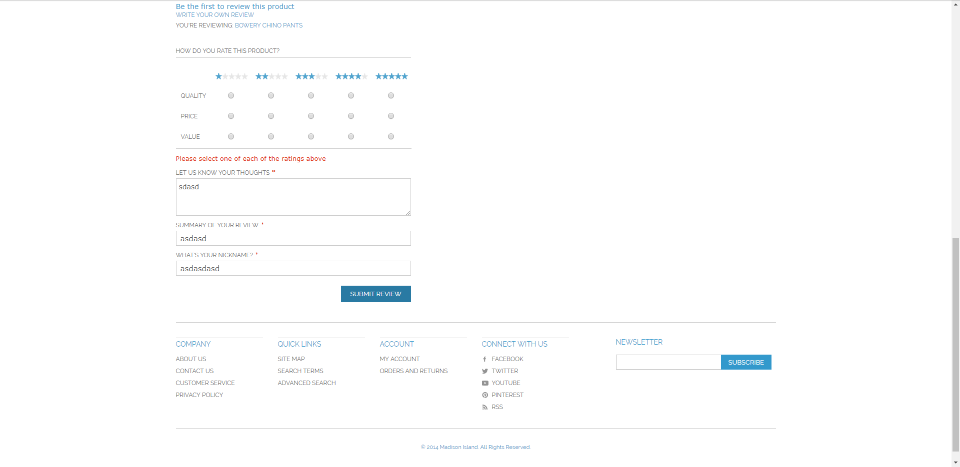 Be the first to review this product
WRITE YOUR OWN REVIEW
YOU'RE REVIEWING: BOWERY CHINO PANTS
HOW DO YOU RATE THIS PRODUCT?
QUALITY
PRICE
VALUE
Please select one of each of the ratings above
LET US KNOW YOUR THOUGHTS *
sdasd
SUMMARY OF YOUR REVIEW *
asdasd
WHAT'S YOUR NICKNAME? *
asdasdasd
SUBMIT REVIEW
COMPANY
ABOUT US
CONTACT US
CUSTOMER SERVICE
PRIVACY POLICY
QUICK LINKS
SITE MAP
SEARCH TERMS
ADVANCED SEARCH
ACCOUNT
MY ACCOUNT
ORDERS AND RETURNS
CONNECT WITH US
FACEBOOK
TWITTER
YOUTUBE
PINTEREST
RSS
NEWSLETTER
SUBSCRIBE
© 2014 Madison Island. All Rights Reserved.